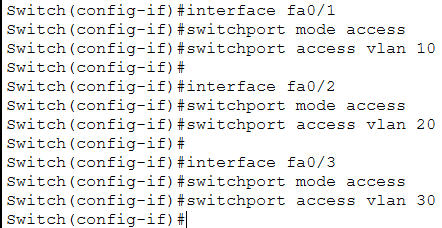 Switch(config-if)#interface fa0/1
Switch(config-if)#switchport mode access
Switch(config-if)#switchport access vlan 10
Switch(config-if)#
Switch(config-if)#interface fa0/2
Switch(config-if)#switchport mode access
Switch(config-if)#switchport access vlan 20
Switch(config-if)#
Switch(config-if)#interface fa0/3
Switch(config-if)#switchport mode access
Switch(config-if)#switchport access vlan 30
Switch(config-if)#